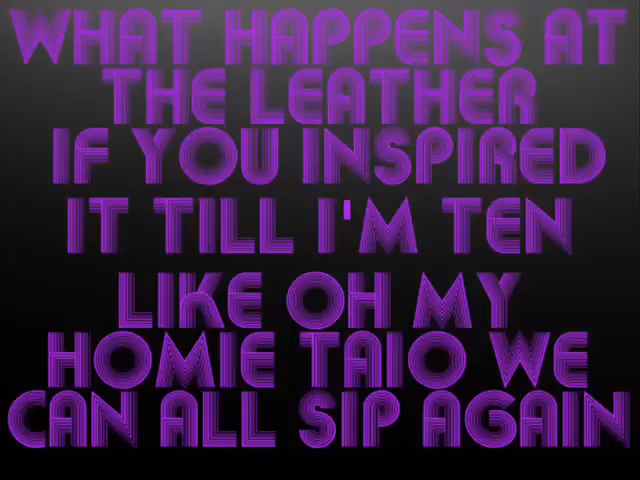 WHAT HAPPENS AT
THE LEATHER
IF YOU INSPIRED
IT TILL I'M TEN
LIKE OH MY
HOMIE TAIO WE
CAN ALL SIP AGAIN